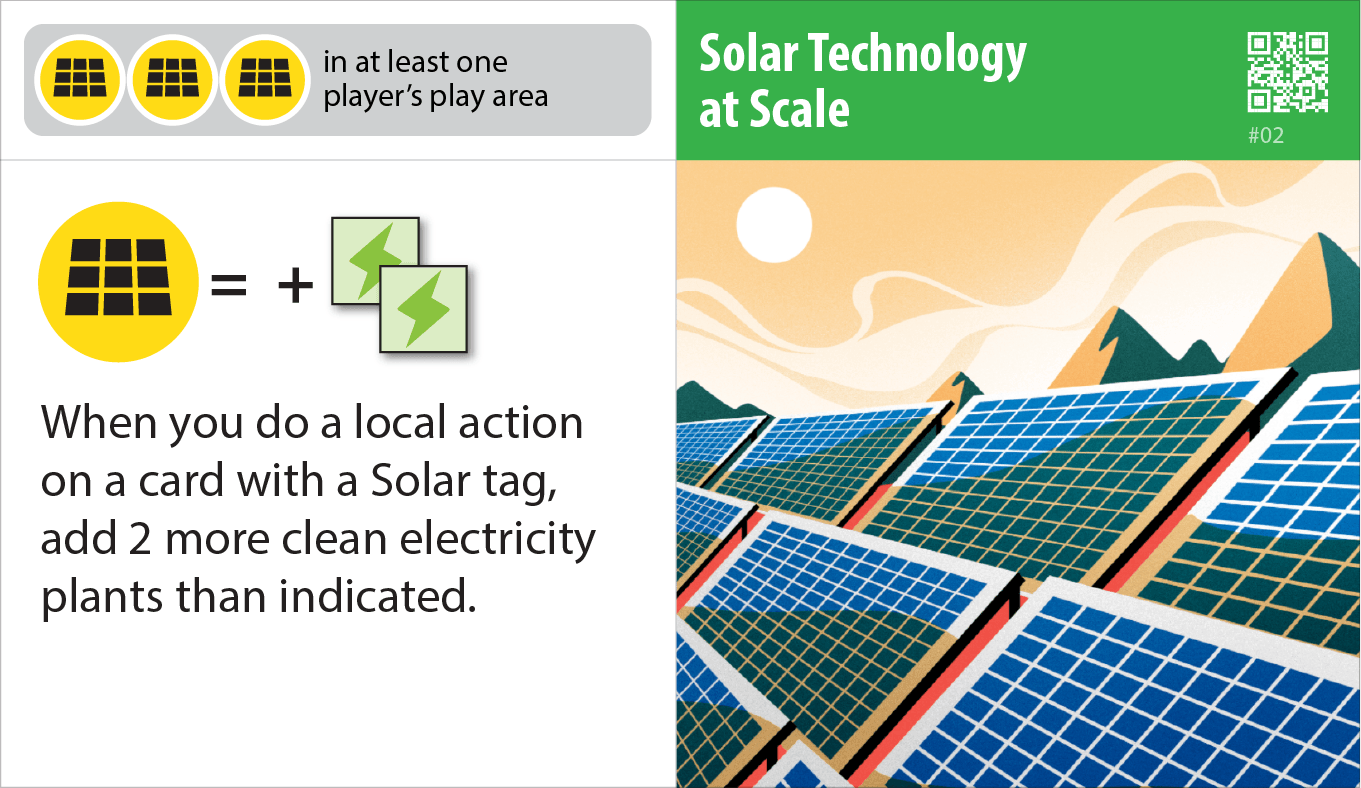 in at least one
player’s play area
Solar Technology
at Scale
#02
= +
When you do a local action
on a card with a Solar tag,
add 2 more clean electricity
plants than indicated.